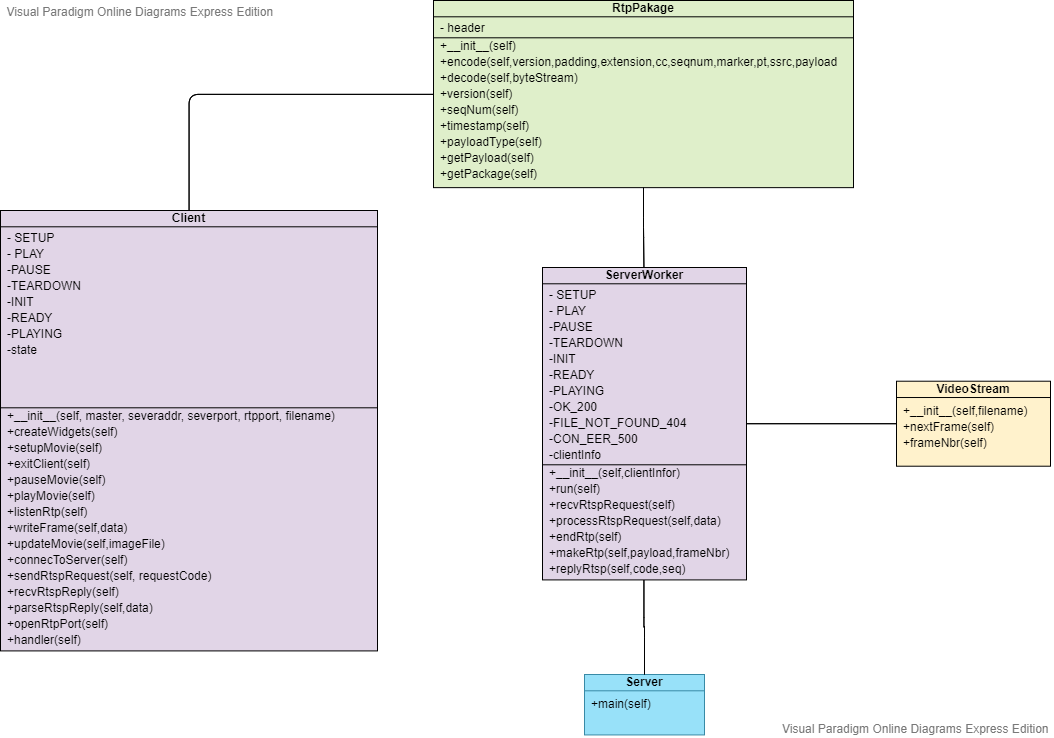 Visual Paradigm Online Diagrams Express Edition
RtpPakage
- header
+__init__(self)
+encode(self,version,padding,extension,cc,seqnum,marker,pt,ssrc,payload
+decode(self,byteStream)
+version(self)
+seqNum(self)
+timestamp(self)
+payloadType(self)
+getPayload(self)
+getPackage(self)
Client
- SETUP
- PLAY
-PAUSE
-TEARDOWN
-INIT
-READY
-PLAYING
-state
+__init__(self, master, severaddr, severport, rtpport, filename)
+createWidgets(self)
+setupMovie(self)
+exitClient(self)
+pauseMovie(self)
+playMovie(self)
+listenRtp(self)
+writeFrame(self,data)
+updateMovie(self,imageFile)
+connecToServer(self)
+sendRtspRequest(self, requestCode)
+recvRtspReply(self)
+parseRtspReply(self,data)
+openRtpPort(self)
+handler(self)
ServerWorker
- SETUP
- PLAY
-PAUSE
-TEARDOWN
-INIT
-READY
-PLAYING
-OK_200
-FILE_NOT_FOUND_404
-CON_EER_500
-clientInfo
+__init__(self,clientInfor)
+run(self)
+recvRtspRequest(self)
+processRtspRequest(self,data)
+endRtp(self)
+makeRtp(self,payload,frameNbr)
+replyRtsp(self,code,seq)
VideoStream
+__init__(self,filename)
+nextFrame(self)
+frameNbr(self)
Server
+main(self)
Visual Paradigm Online Diagrams Express Edition